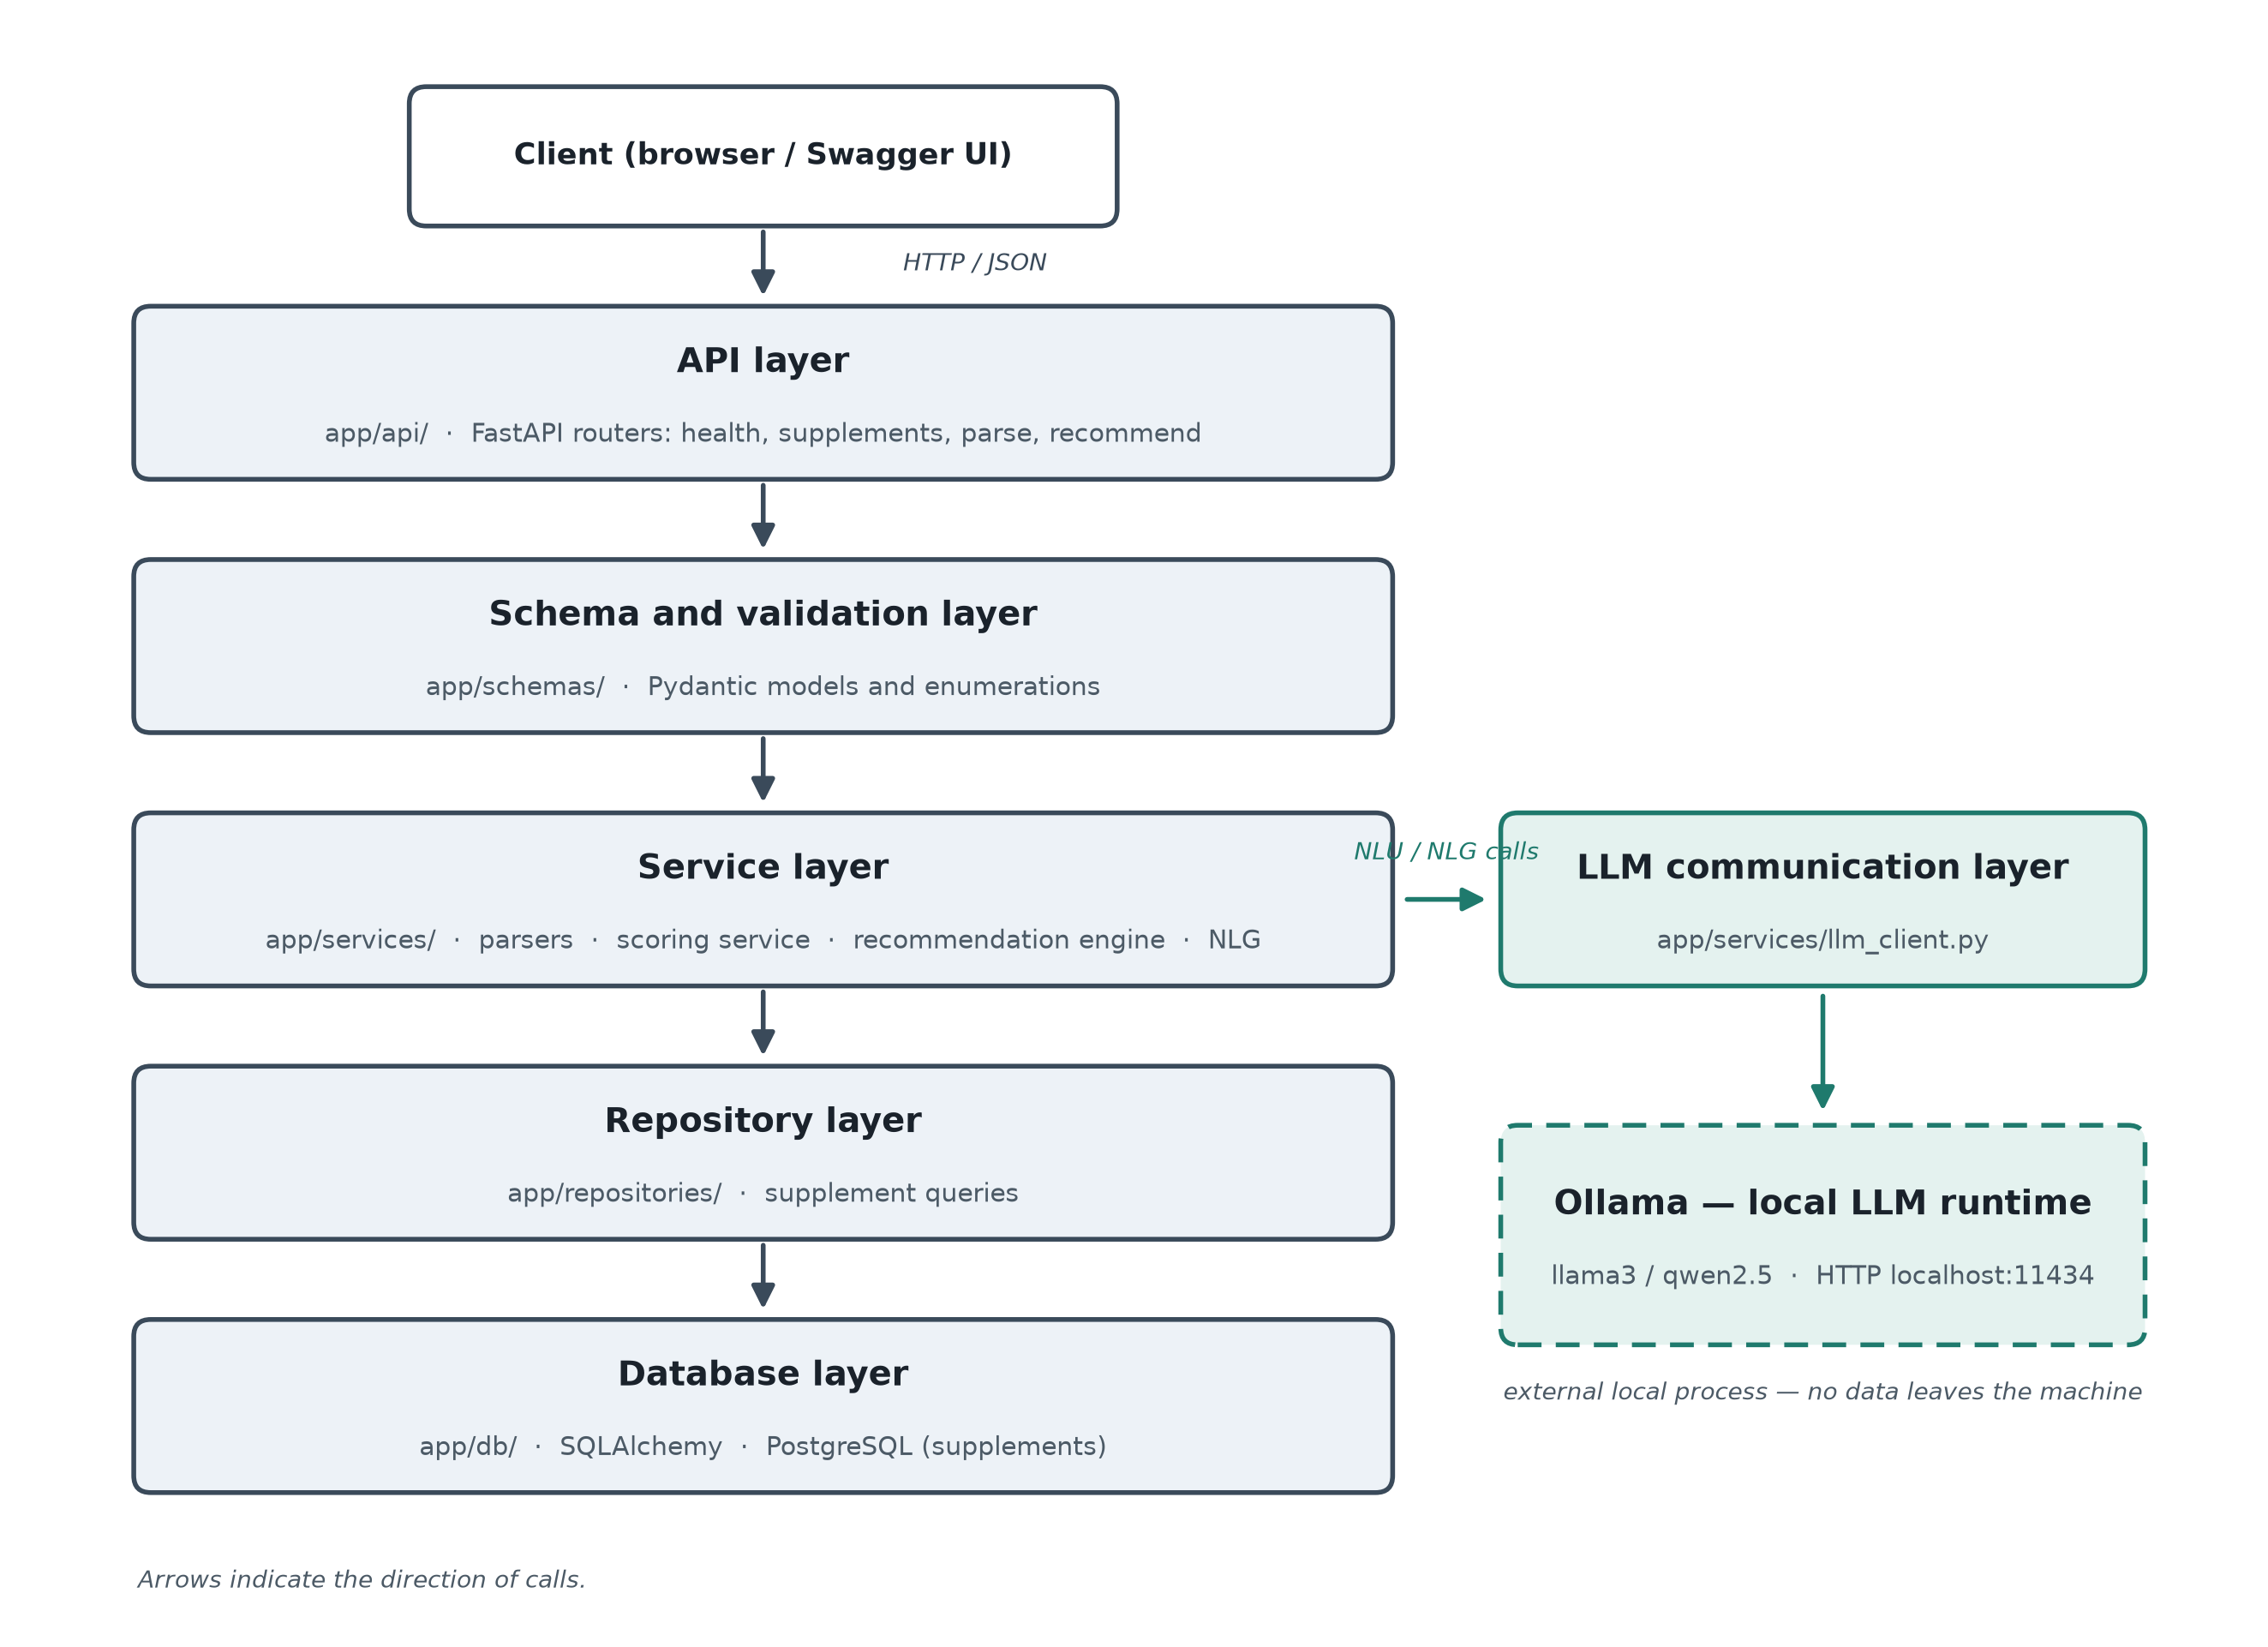 Client (browser / Swagger UI)
HTTP / JSON
API layer
app/api/ · FastAPI routers: health, supplements, parse, recommend
Schema and validation layer
app/schemas/ · Pydantic models and enumerations
Service layer
app/services/ · parsers · scoring service · recommendation engine · NLG
NLU / NLG calls
LLM communication layer
app/services/llm_client.py
Repository layer
app/repositories/ · supplement queries
Ollama — local LLM runtime
llama3 / qwen2.5 · HTTP localhost:11434
external local process — no data leaves the machine
Database layer
app/db/ · SQLAlchemy · PostgreSQL (supplements)
Arrows indicate the direction of calls.